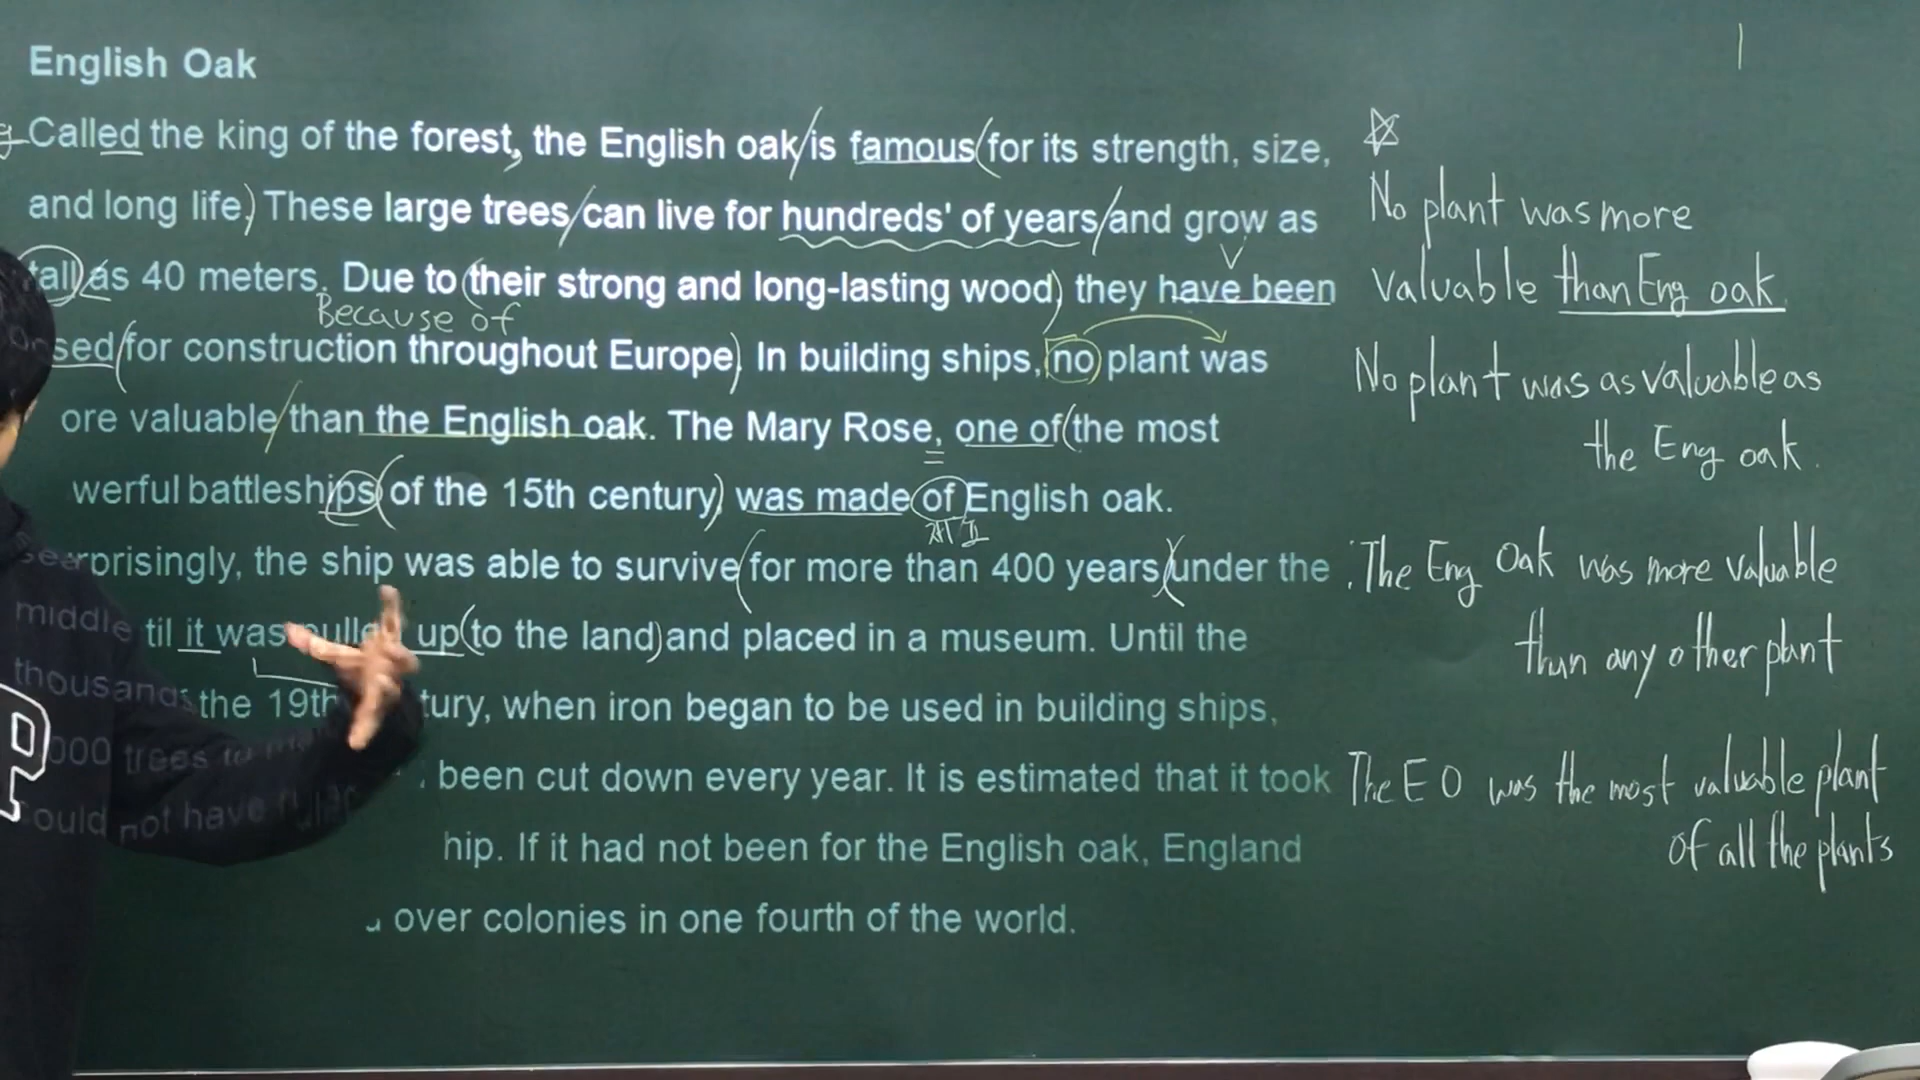 English Oak
Called the king of the forest, the English oak is famous for its strength, size,
and long life. These large trees can live for hundreds' of years and grow as
tall as 40 meters. Due to their strong and long-lasting wood, they have been
Because of
sed for construction throughout Europe. In building ships, no plant was
ore valuable than the English oak. The Mary Rose, one of the most
werful battleships of the 15th century, was made of English oak.
prisingly, the ship was able to survive for more than 400 years under the
middle til it was pulled up to the land and placed in a museum. Until the
thousands the 19th tury, when iron began to be used in building ships,
000 trees to been cut down every year. It is estimated that it took
ould not have hip. If it had not been for the English oak, England
over colonies in one fourth of the world.
No plant was more
valuable than Eng oak
No plant was as valuable as
the Eng oak.
The Eng Oak was more valuable
than any other plant
The E O was the most valuable plant
of all the plants
P